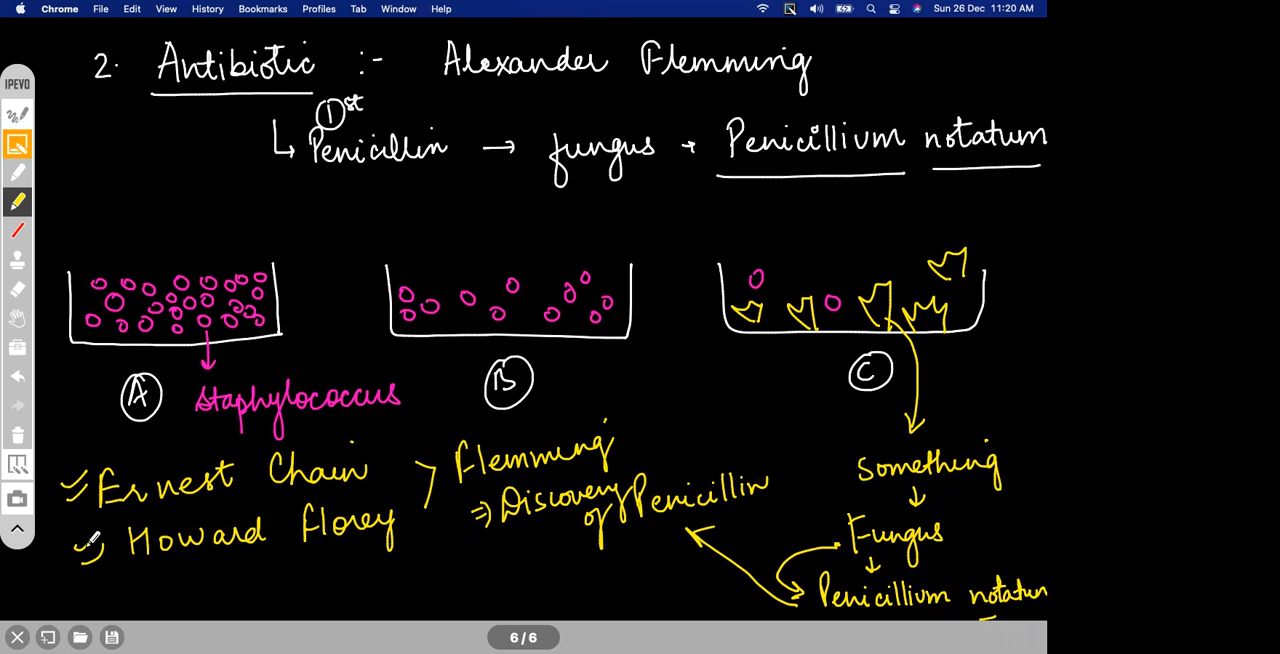 Chrome File Edit View History Bookmarks Profiles Tab Window Help Sun 26 Dec 11:20 AM
IPEVO
2. Antibiotic :- Alexander Flemming
1st
↳ Penicillin → fungus → Penicillium notatum
A
Staphylococcus
B
C
Ernest Chain
Howard Florey
Flemming
⇒ Discovery of Penicillin
Something
↓
Fungus
↓
Penicillium notatum
6/6